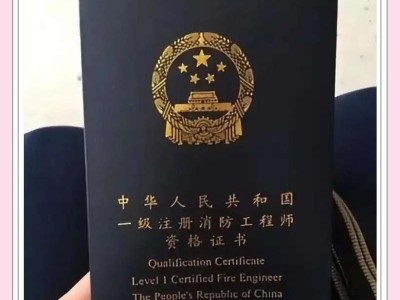 中华人民共和国
一级注册消防工程师
资格证书
Qualification Certificate
Level 1 Certified Fire Engineer
The People's Republic of China